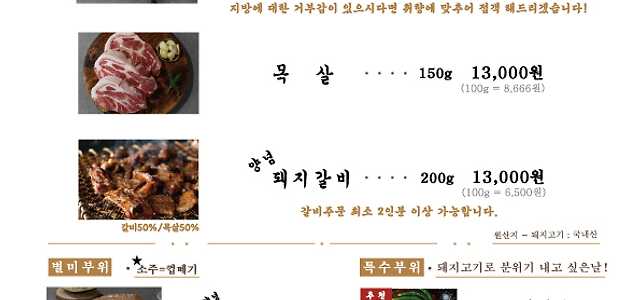 지방에 대한 거부감이 있으시다면 취향에 맞추어 점객 해드리겠습니다!
목 살 · · · · 150g 13,000원
(100g = 8,666원)
양념
돼지갈비 · · · · 200g 13,000원
(100g = 6,500원)
갈비50%/목살50%
갈비주문 최소 2인분 이상 가능합니다.
원산지 - 돼지고기 : 국내산
별미부위 · ★소주=컵폐기
특수부위 · 돼지고기로 분위기 내고 싶은날!
추천